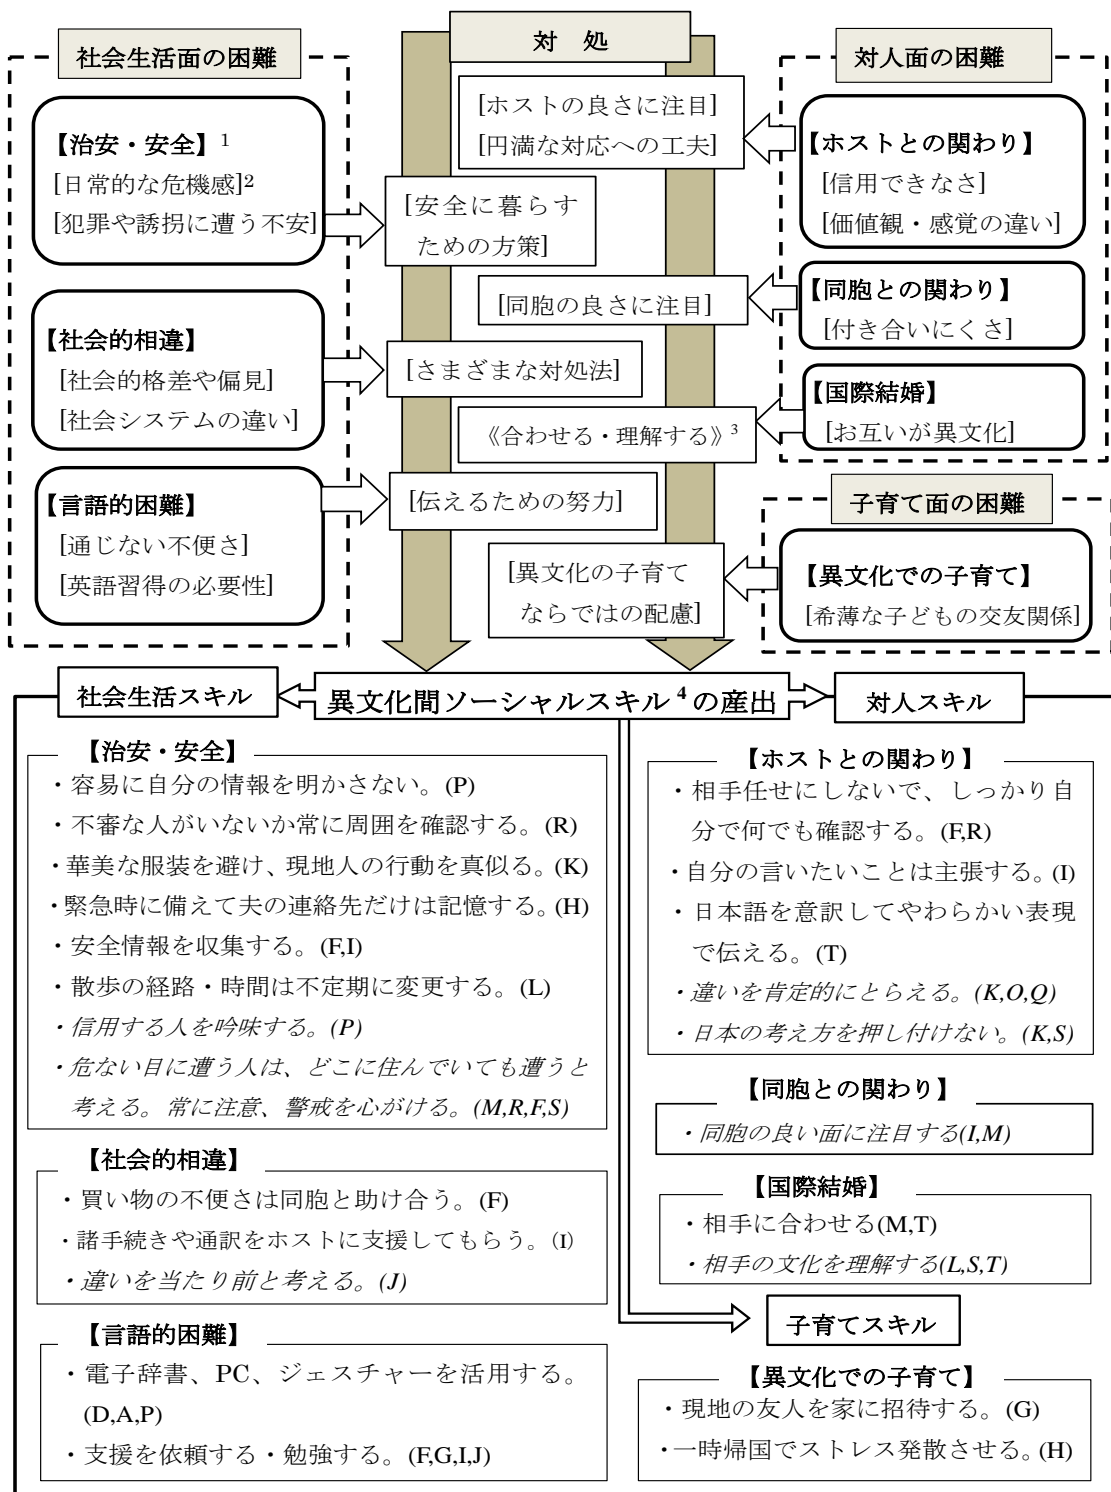 対 処
社会生活面の困難
【治安・安全】1
[日常的な危機感]2
[犯罪や誘拐に遭う不安]
【社会的相違】
[社会的格差や偏見]
[社会システムの違い]
【言語的困難】
[通じない不便さ]
[英語習得の必要性]
[ホストの良さに注目]
[円満な対応への工夫]
[安全に暮らす
ための方策]
[同胞の良さに注目]
[さまざまな対処法]
《合わせる・理解する》3
[伝えるための努力]
[異文化の子育て
ならではの配慮]
対人面の困難
【ホストとの関わり】
[信用できなさ]
[価値観・感覚の違い]
【同胞との関わり】
[付き合いにくさ]
【国際結婚】
[お互いが異文化]
子育て面の困難
【異文化での子育て】
[希薄な子どもの交友関係]
社会生活スキル
異文化間ソーシャルスキル4の産出
対人スキル
【治安・安全】
・容易に自分の情報を明かさない。(P)
・不審な人がいないか常に周囲を確認する。(R)
・華美な服装を避け、現地人の行動を真似る。(K)
・緊急時に備えて夫の連絡先だけは記憶する。(H)
・安全情報を収集する。(F,I)
・散歩の経路・時間は不定期に変更する。(L)
・信用する人を吟味する。(P)
・危ない目に遭う人は、どこに住んでいても遭うと
考える。常に注意、警戒を心がける。(M,R,F,S)
【社会的相違】
・買い物の不便さは同胞と助け合う。(F)
・諸手続きや通訳をホストに支援してもらう。(I)
・違いを当たり前と考える。(J)
【言語的困難】
・電子辞書、PC、ジェスチャーを活用する。
(D,A,P)
・支援を依頼する・勉強する。(F,G,I,J)
【ホストとの関わり】
・相手任せにしないで、しっかり自
分で何でも確認する。(F,R)
・自分の言いたいことは主張する。(I)
・日本語を意訳してやわらかい表現
で伝える。(T)
・違いを肯定的にとらえる。(K,O,Q)
・日本の考え方を押し付けない。(K,S)
【同胞との関わり】
・同胞の良い面に注目する(I,M)
【国際結婚】
・相手に合わせる(M,T)
・相手の文化を理解する(L,S,T)
子育てスキル
【異文化での子育て】
・現地の友人を家に招待する。(G)
・一時帰国でストレス発散させる。(H)